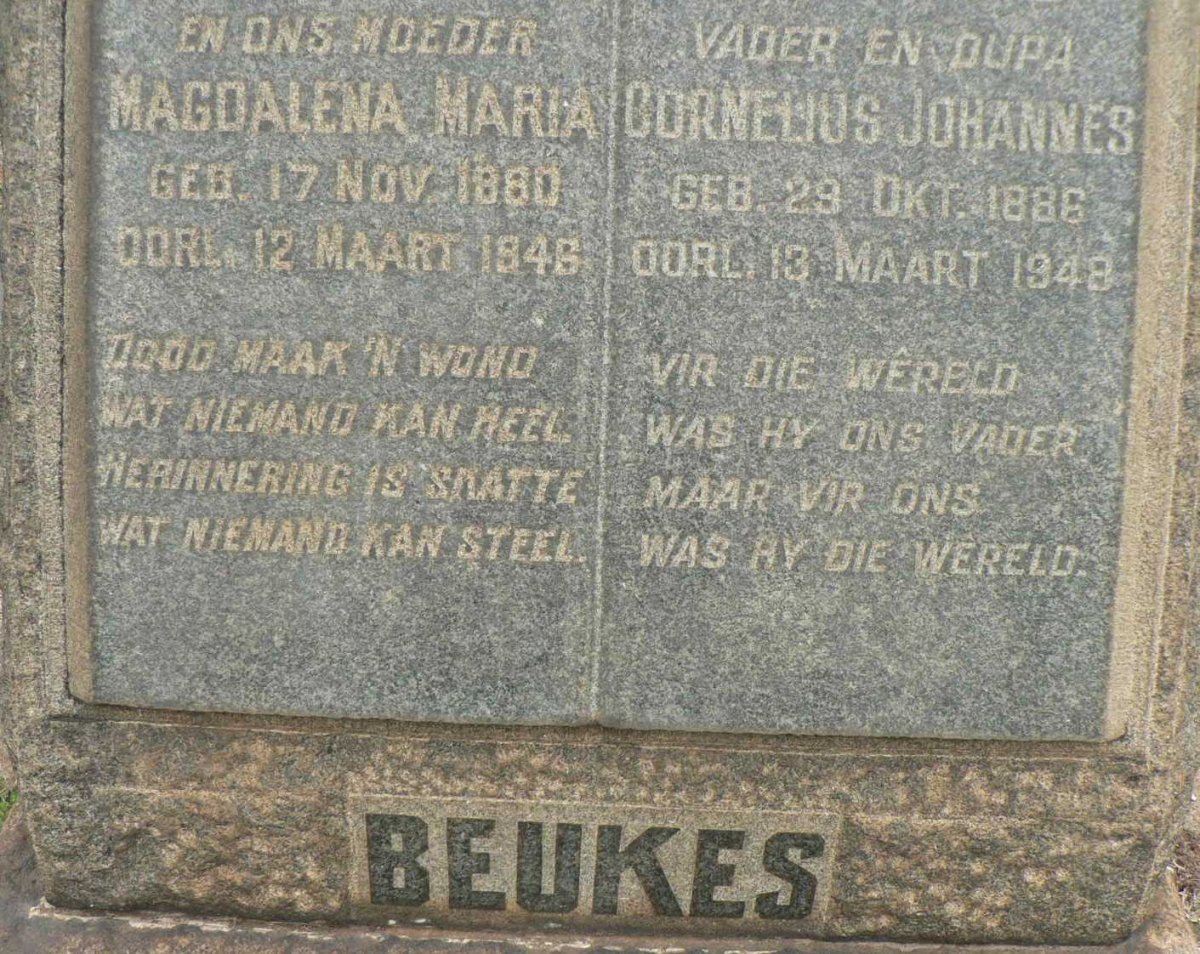 EN ONS MOEDER
MAGDALENA MARIA
GEB. 17 NOV. 1880
OORL. 12 MAART 1946
DOOD MAAK 'N WOND
WAT NIEMAND KAN HEEL.
HERINNERING IS SKATTE
WAT NIEMAND KAN STEEL.
VADER EN OUPA
CORNELIUS JOHANNES
GEB. 29 OKT. 1886
OORL. 13 MAART 1949
VIR DIE WÊRELD
WAS HY ONS VADER
MAAR VIR ONS
WAS HY DIE WÊRELD.
BEUKES